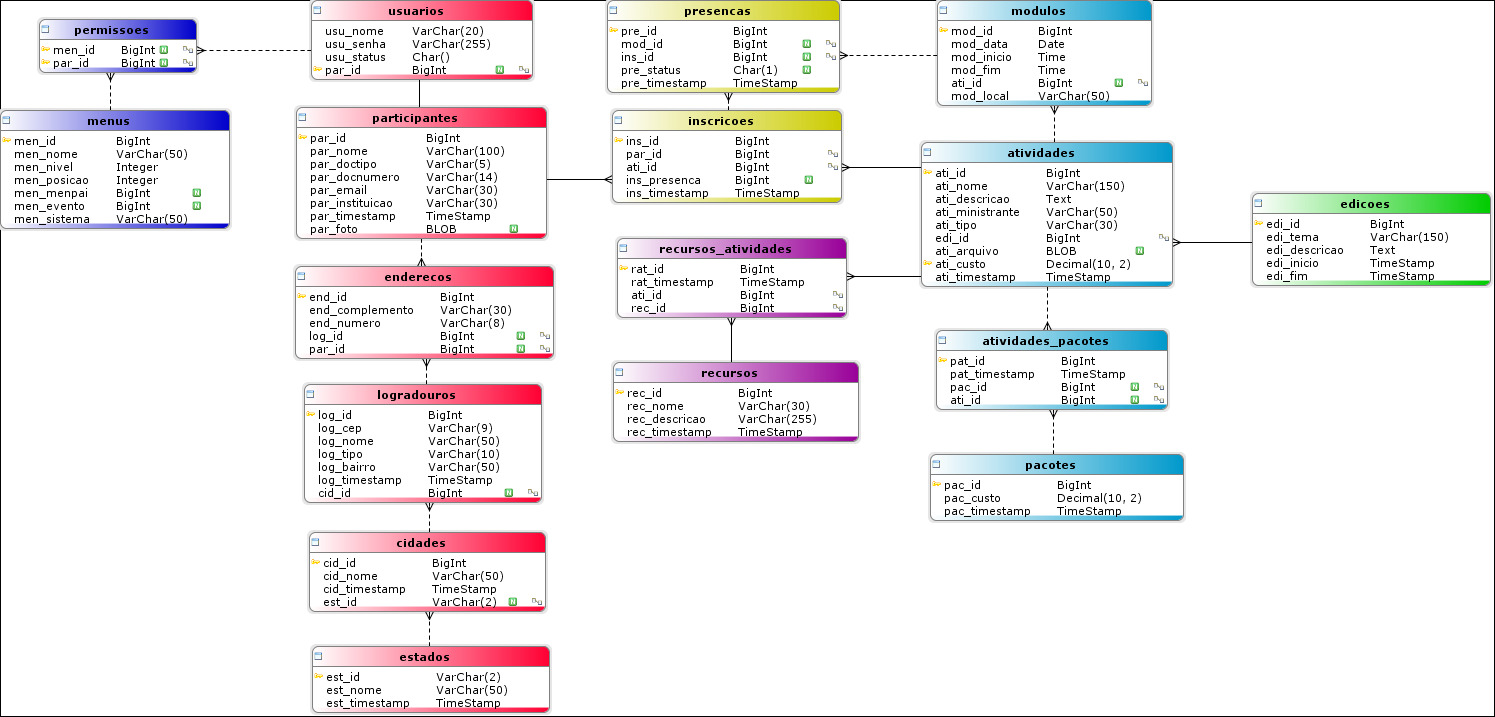 permissoes
men_id BigInt N
par_id BigInt N
menus
men_id BigInt
men_nome VarChar(50)
men_nivel Integer
men_posicao Integer
men_menpai BigInt N
men_evento BigInt N
men_sistema VarChar(50)
usuarios
usu_nome VarChar(20)
usu_senha VarChar(255)
usu_status Char()
par_id BigInt N
participantes
par_id BigInt
par_nome VarChar(100)
par_doctipo VarChar(5)
par_docnumero VarChar(14)
par_email VarChar(30)
par_instituicao VarChar(30)
par_timestamp TimeStamp
par_foto BLOB N
enderecos
end_id BigInt
end_complemento VarChar(30)
end_numero VarChar(8)
log_id BigInt N
par_id BigInt N
logradouros
log_id BigInt
log_cep VarChar(9)
log_nome VarChar(50)
log_tipo VarChar(10)
log_bairro VarChar(50)
log_timestamp TimeStamp
cid_id BigInt N
cidades
cid_id BigInt
cid_nome VarChar(50)
cid_timestamp TimeStamp
est_id VarChar(2) N
estados
est_id VarChar(2)
est_nome VarChar(50)
est_timestamp TimeStamp
presencas
pre_id BigInt
mod_id BigInt N
ins_id BigInt N
pre_status Char(1) N
pre_timestamp TimeStamp
inscricoes
ins_id BigInt
par_id BigInt
ati_id BigInt
ins_presenca BigInt N
ins_timestamp TimeStamp
recursos_atividades
rat_id BigInt
rat_timestamp TimeStamp
ati_id BigInt
rec_id BigInt
recursos
rec_id BigInt
rec_nome VarChar(30)
rec_descricao VarChar(255)
rec_timestamp TimeStamp
modulos
mod_id BigInt
mod_data Date
mod_inicio Time
mod_fim Time
ati_id BigInt N
mod_local VarChar(50)
atividades
ati_id BigInt
ati_nome VarChar(150)
ati_descricao Text
ati_ministrante VarChar(50)
ati_tipo VarChar(30)
edi_id BigInt
ati_arquivo BLOB N
ati_custo Decimal(10, 2)
ati_timestamp TimeStamp
atividades_pacotes
pat_id BigInt
pat_timestamp TimeStamp
pac_id BigInt N
ati_id BigInt N
pacotes
pac_id BigInt
pac_custo Decimal(10, 2)
pac_timestamp TimeStamp
edicoes
edi_id BigInt
edi_tema VarChar(150)
edi_descricao Text
edi_inicio TimeStamp
edi_fim TimeStamp